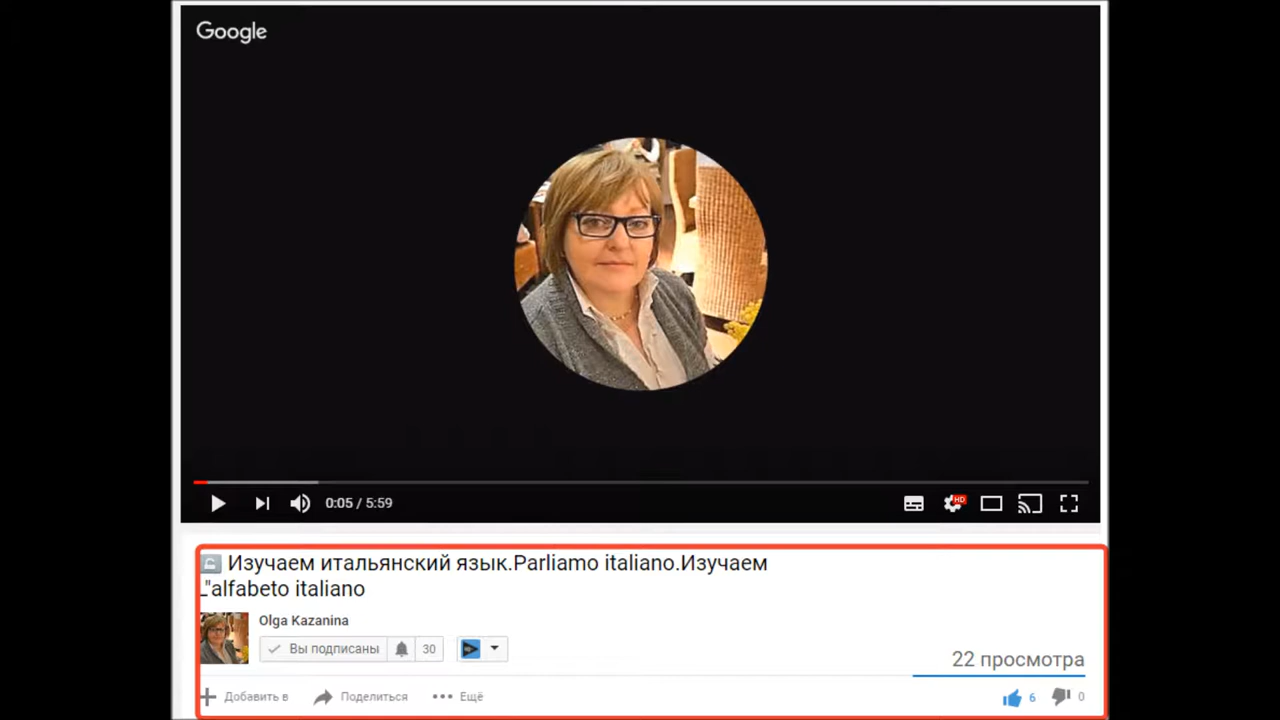 Google
0:05 / 5:59
HD
Изучаем итальянский язык.Parliamo italiano.Изучаем
L"alfabeto italiano
Olga Kazanina
Вы подписаны 30
22 просмотра
Добавить в Поделиться Ещё 6 0